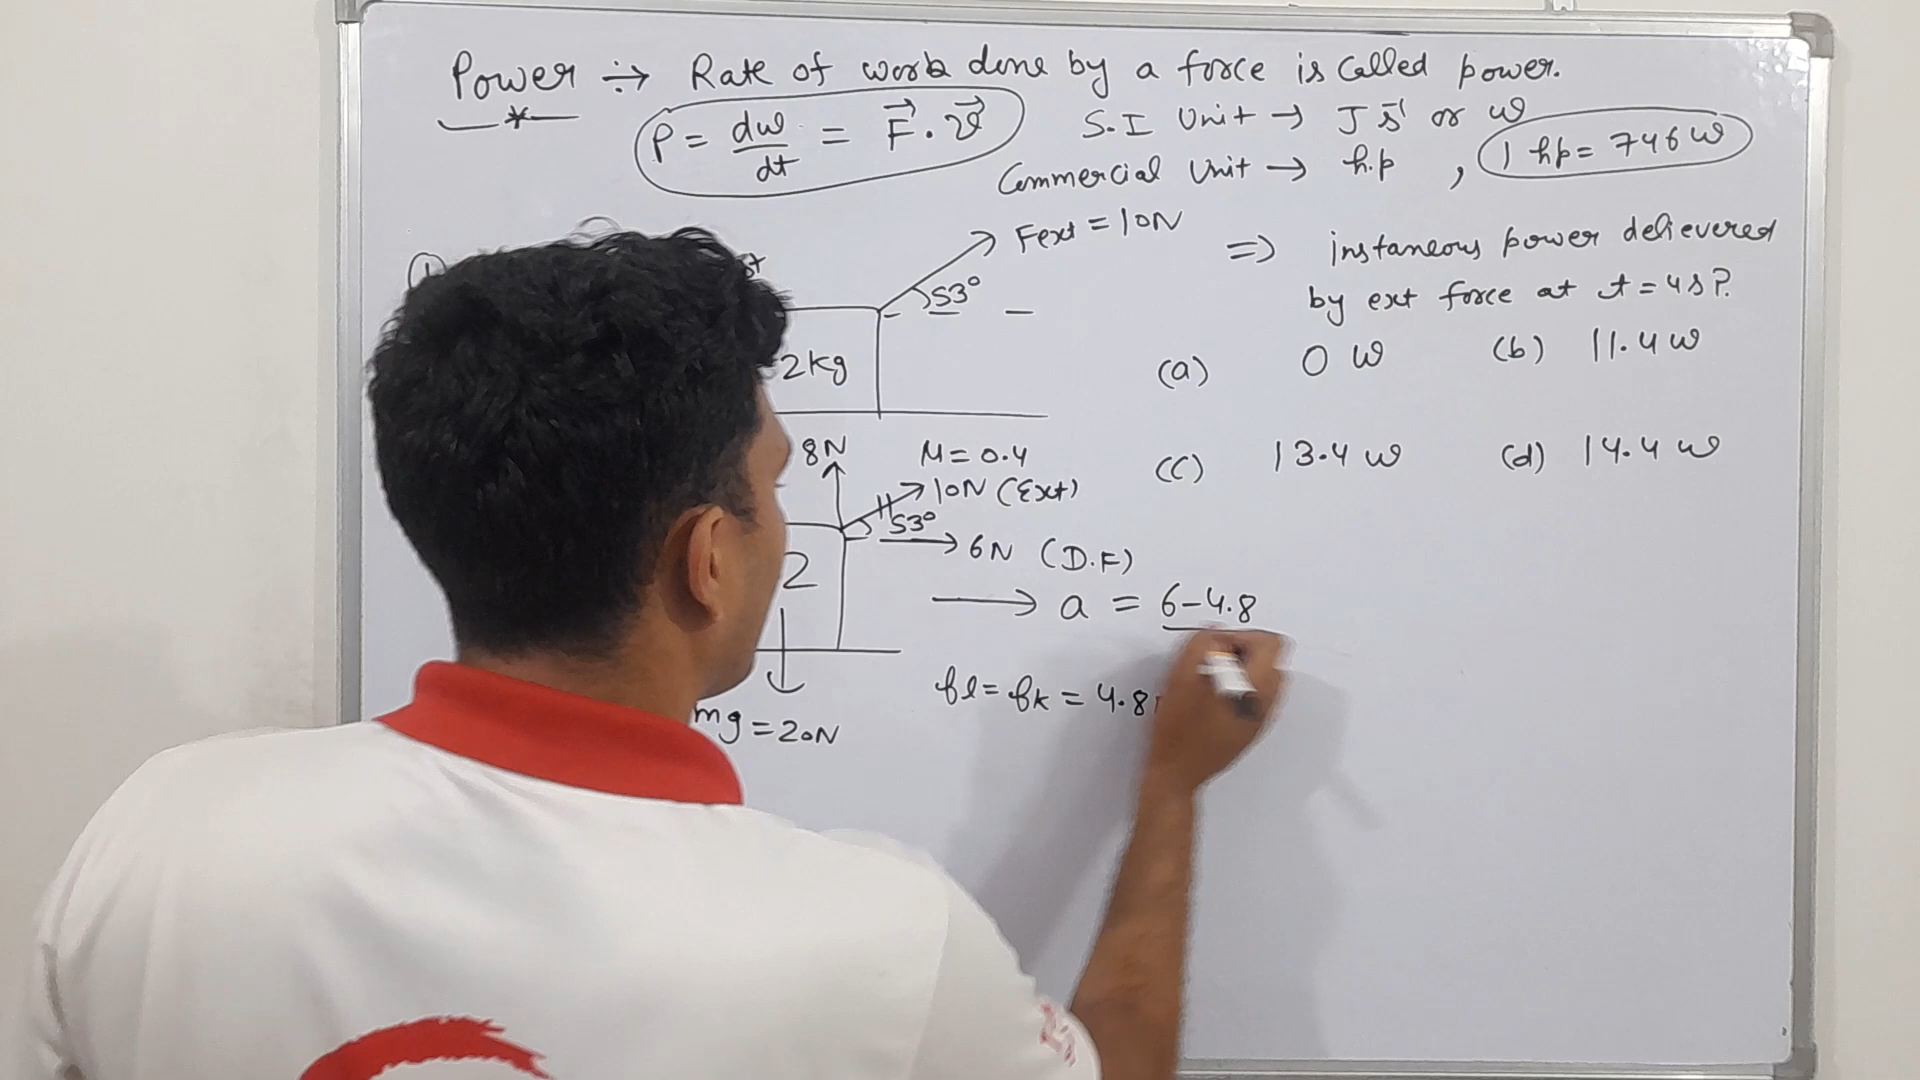 Power ÷→ Rate of work done by a force is called power.
P = dw/dt = F⃗ . v⃗
S.I Unit → J s⁻¹ or w
Commercial Unit → h.p , 1 hp = 746 w
Fext = 10N
53°
2kg
⇒ instaneous power delievered
by ext force at t = 4s?
(a) 0 w (b) 11.4 w
(c) 13.4 w (d) 14.4 w
8N
μ = 0.4
10N (Ext)
53°
6N (D.F)
2
→ a = 6-4.8
fl = fk = 4.8
mg = 20N